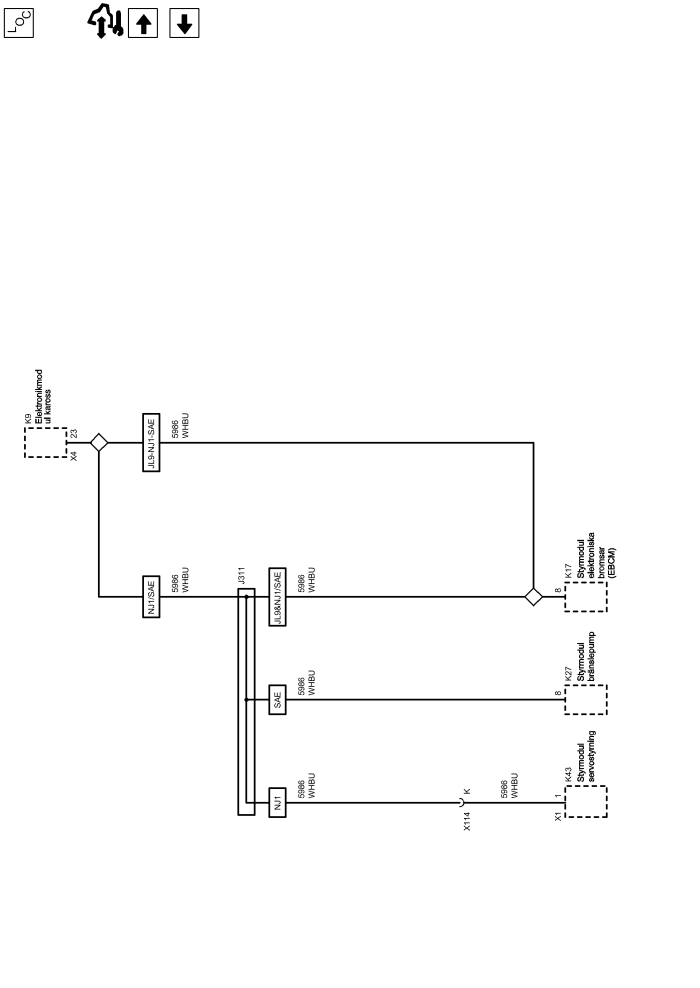 LOC
K9
Elektronikmod
ul kaross
X4
23
JL9-NJ1-SAE
5986
WHBU
NJ1/SAE
5986
WHBU
J311
JL9&NJ1/SAE
5986
WHBU
SAE
5986
WHBU
NJ1
5986
WHBU
X114
K
5986
WHBU
8
K17
Styrmodul
elektroniska
bromsar
(EBCM)
8
K27
Styrmodul
bränslepump
X1
1
K43
Styrmodul
servostyrning